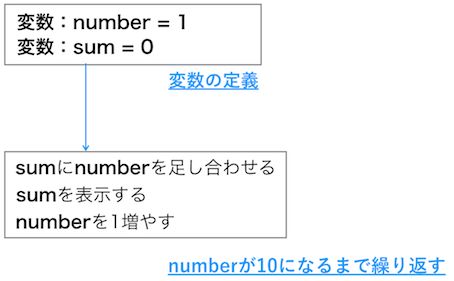 変数：number = 1
変数：sum = 0
変数の定義
sumにnumberを足し合わせる
sumを表示する
numberを1増やす
numberが10になるまで繰り返す